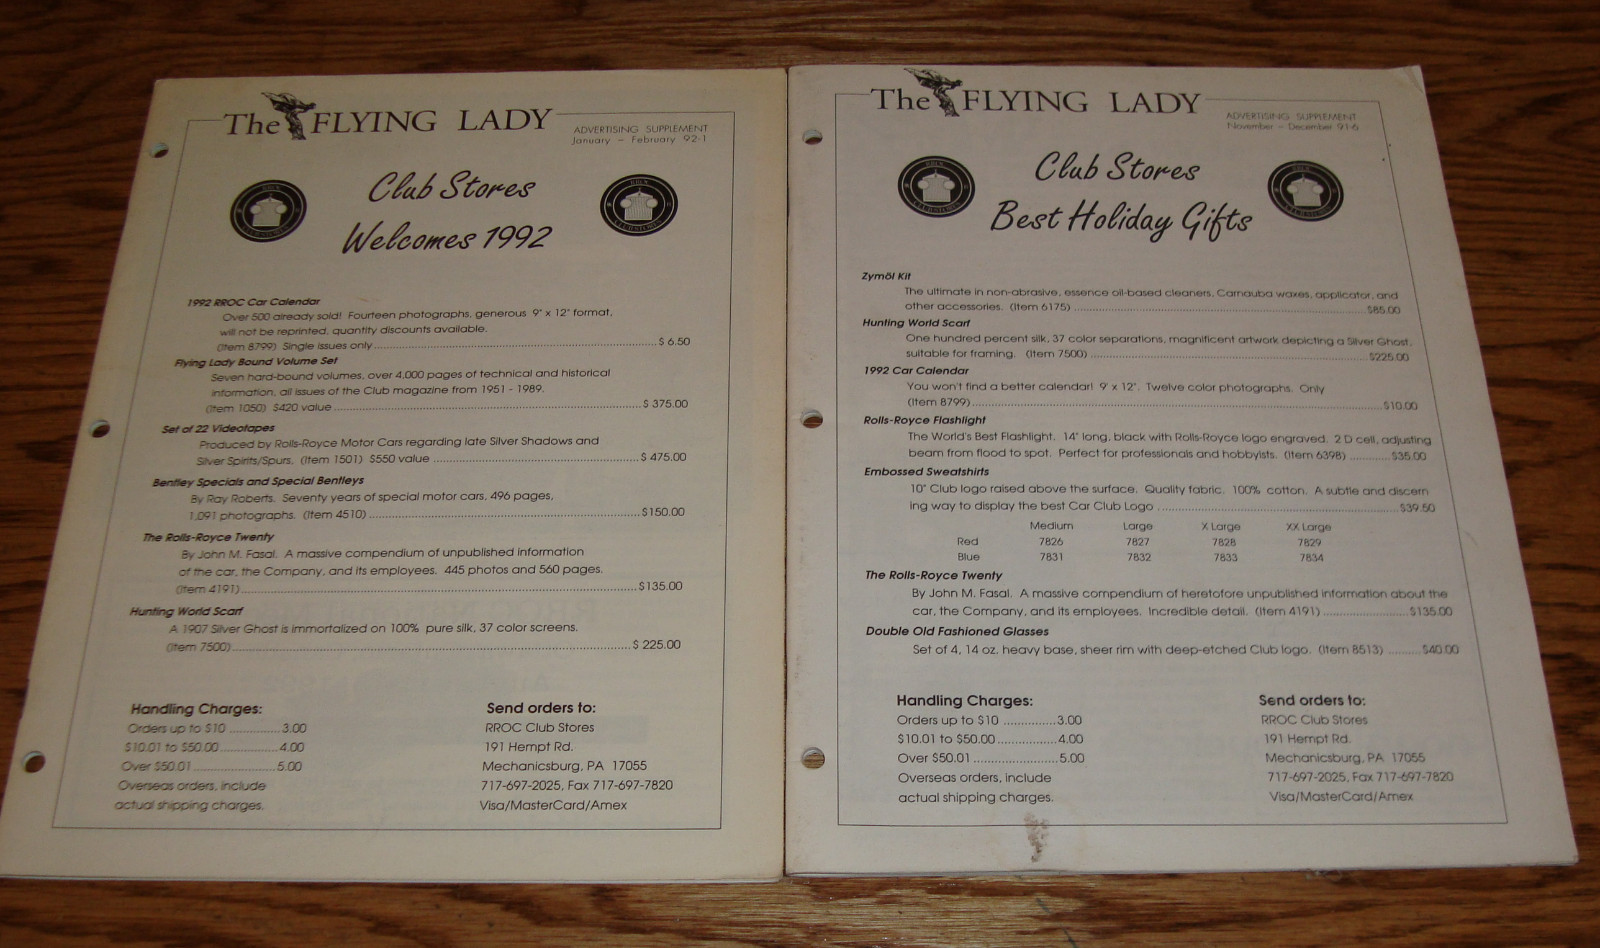 The FLYING LADY
ADVERTISING SUPPLEMENT
January – February 92-1
Club Stores
Welcomes 1992
1992 RROC Car Calendar
Over 500 already sold! Fourteen photographs, generous 9" x 12" format,
will not be reprinted, quantity discounts available.
(Item 8799) Single issues only ............ $ 6.50
Flying Lady Bound Volume Set
Seven hard-bound volumes, over 4,000 pages of technical and historical
information, all issues of the Club magazine from 1951 - 1989.
(Item 1050) $420 value ............ $ 375.00
Set of 22 Videotapes
Produced by Rolls-Royce Motor Cars regarding late Silver Shadows and
Silver Spirits/Spurs. (Item 1501) $550 value ............ $ 475.00
Bentley Specials and Special Bentleys
By Ray Roberts. Seventy years of special motor cars, 496 pages,
1,091 photographs. (Item 4510) ............ $150.00
The Rolls-Royce Twenty
By John M. Fasal. A massive compendium of unpublished information
of the car, the Company, and its employees. 445 photos and 560 pages.
(Item 4191) ............ $135.00
Hunting World Scarf
A 1907 Silver Ghost is immortalized on 100% pure silk, 37 color screens.
(Item 7500) ............ $ 225.00
Handling Charges:
Orders up to $10 ............ 3.00
$10.01 to $50.00 ............ 4.00
Over $50.01 ............ 5.00
Overseas orders, include
actual shipping charges.
Send orders to:
RROC Club Stores
191 Hempt Rd.
Mechanicsburg, PA 17055
717-697-2025, Fax 717-697-7820
Visa/MasterCard/Amex
The FLYING LADY
ADVERTISING SUPPLEMENT
November – December 91-6
Club Stores
Best Holiday Gifts
Zymöl Kit
The ultimate in non-abrasive, essence oil-based cleaners, Carnauba waxes, applicator, and
other accessories. (Item 6175) ............ $85.00
Hunting World Scarf
One hundred percent silk, 37 color separations, magnificent artwork depicting a Silver Ghost,
suitable for framing. (Item 7500) ............ $225.00
1992 Car Calendar
You won't find a better calendar! 9' x 12". Twelve color photographs. Only
(Item 8799) ............ $10.00
Rolls-Royce Flashlight
The World's Best Flashlight. 14" long, black with Rolls-Royce logo engraved. 2 D cell, adjusting
beam from flood to spot. Perfect for professionals and hobbyists. (Item 6398) ............ $35.00
Embossed Sweatshirts
10" Club logo raised above the surface. Quality fabric. 100% cotton. A subtle and discern
ing way to display the best Car Club Logo ............ $39.50
Medium Large X Large XX Large
Red 7826 7827 7828 7829
Blue 7831 7832 7833 7834
The Rolls-Royce Twenty
By John M. Fasal. A massive compendium of heretofore unpublished information about the
car, the Company, and its employees. Incredible detail. (Item 4191) ............ $135.00
Double Old Fashioned Glasses
Set of 4, 14 oz. heavy base, sheer rim with deep-etched Club logo. (Item 8513) ......... $40.00
Handling Charges:
Orders up to $10 ............ 3.00
$10.01 to $50.00 ............ 4.00
Over $50.01 ............ 5.00
Overseas orders, include
actual shipping charges.
Send orders to:
RROC Club Stores
191 Hempt Rd.
Mechanicsburg, PA 17055
717-697-2025, Fax 717-697-7820
Visa/MasterCard/Amex